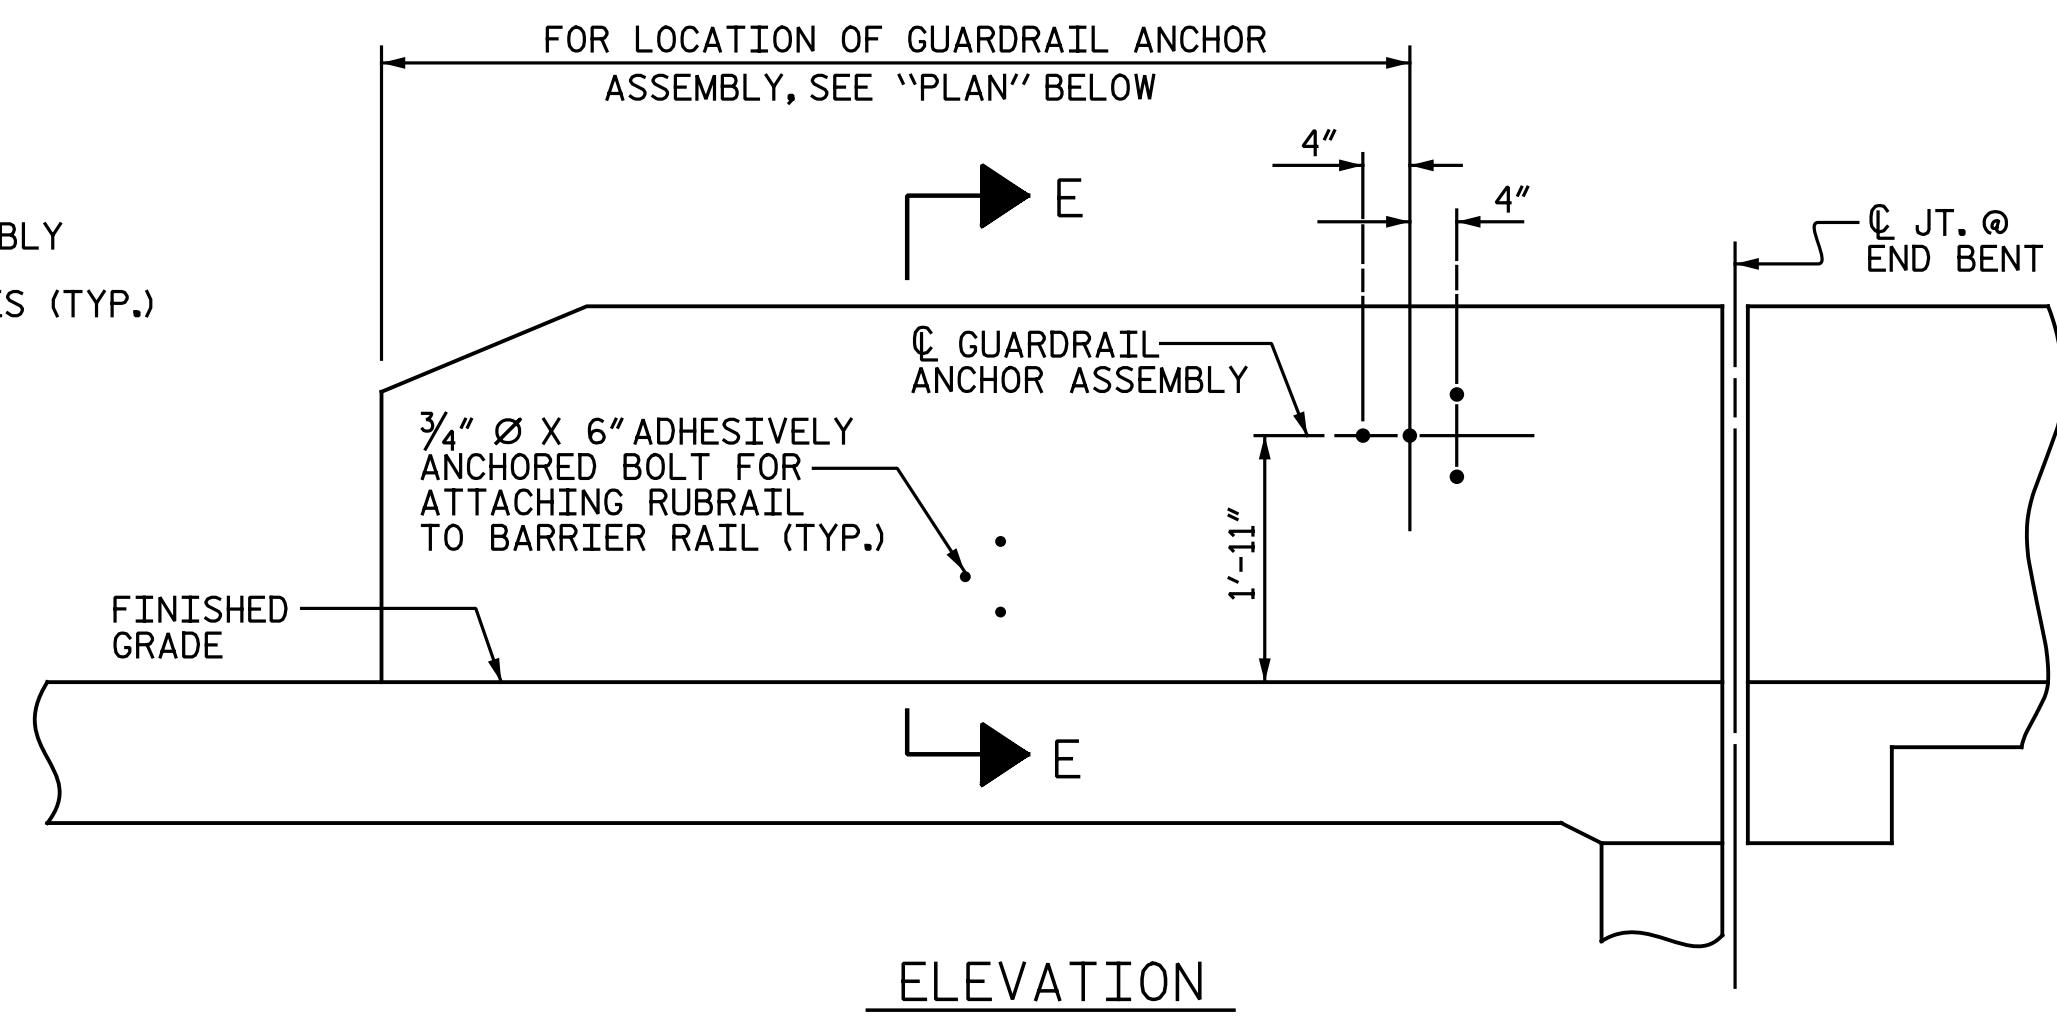 FOR LOCATION OF GUARDRAIL ANCHOR
ASSEMBLY, SEE "PLAN" BELOW
4"
4"
E
℄ JT. @
END BENT
(TYP.)
℄ GUARDRAIL
ANCHOR ASSEMBLY
3/4" Ø X 6" ADHESIVELY
ANCHORED BOLT FOR
ATTACHING RUBRAIL
TO BARRIER RAIL (TYP.)
1'-11"
FINISHED
GRADE
E
ELEVATION